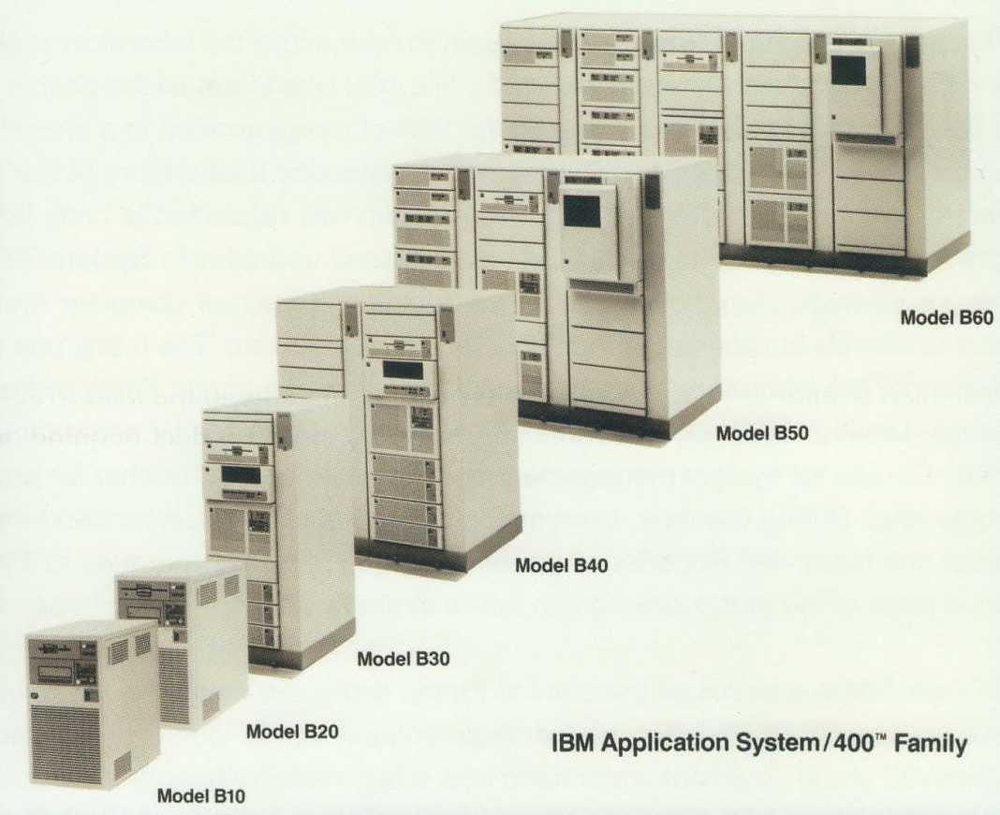 Model B60
Model B50
Model B40
Model B30
Model B20
IBM Application System/400™ Family
Model B10